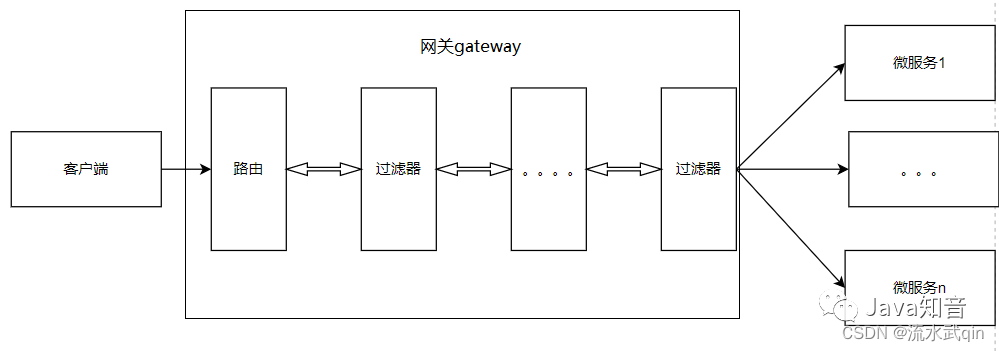 网关gateway
客户端
路由
过滤器
。。。。
过滤器
微服务1
。。。
微服务n
Java知音
CSDN @流水武qin